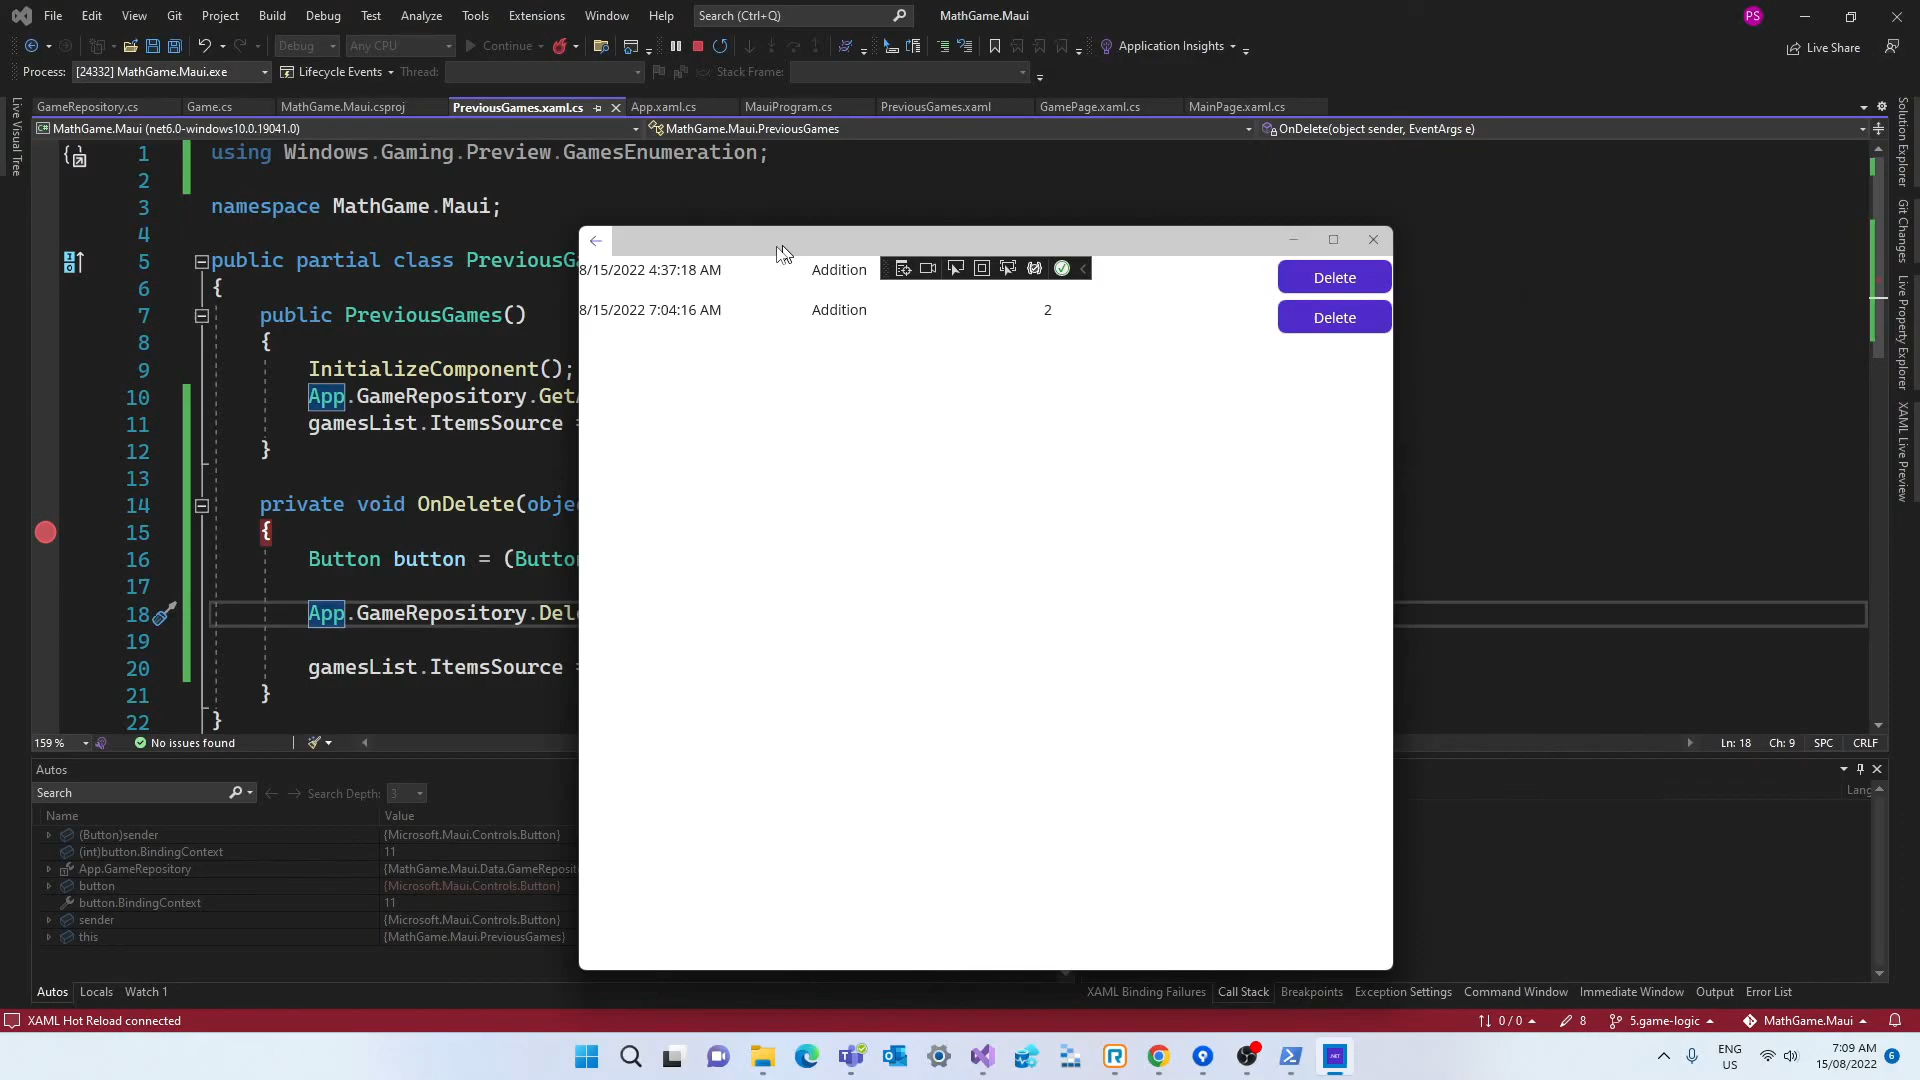 File Edit View Git Project Build Debug Test Analyze Tools Extensions Window Help Search (Ctrl+Q) MathGame.Maui PS
Debug Any CPU Continue Application Insights Live Share
Process: [24332] MathGame.Maui.exe Lifecycle Events Thread: Stack Frame:
GameRepository.cs Game.cs MathGame.Maui.csproj PreviousGames.xaml.cs App.xaml.cs MauiProgram.cs PreviousGames.xaml GamePage.xaml.cs MainPage.xaml.cs
MathGame.Maui (net6.0-windows10.0.19041.0) MathGame.Maui.PreviousGames OnDelete(object sender, EventArgs e)
Live Visual Tree
Solution Explorer
Git Changes
Live Property Explorer
XAML Live Preview
1 using Windows.Gaming.Preview.GamesEnumeration;
2
3 namespace MathGame.Maui;
4
5 public partial class PreviousG
6 {
7 public PreviousGames()
8 {
9 InitializeComponent();
10 App.GameRepository.Get
11 gamesList.ItemsSource =
12 }
13
14 private void OnDelete(obje
15 {
16 Button button = (Button
17
18 App.GameRepository.Del
19
20 gamesList.ItemsSource =
21 }
22 }
8/15/2022 4:37:18 AM Addition Delete
8/15/2022 7:04:16 AM Addition 2 Delete
159 % No issues found Ln: 18 Ch: 9 SPC CRLF
Autos
Search Search Depth: 3 Lang
Name Value
(Button)sender {Microsoft.Maui.Controls.Button}
(int)button.BindingContext 11
App.GameRepository {MathGame.Maui.Data.GameReposit
button {Microsoft.Maui.Controls.Button}
button.BindingContext 11
sender {Microsoft.Maui.Controls.Button}
this {MathGame.Maui.PreviousGames}
Autos Locals Watch 1 XAML Binding Failures Call Stack Breakpoints Exception Settings Command Window Immediate Window Output Error List
XAML Hot Reload connected 0 / 0 8 5.game-logic MathGame.Maui
ENG
US
7:09 AM
15/08/2022
6